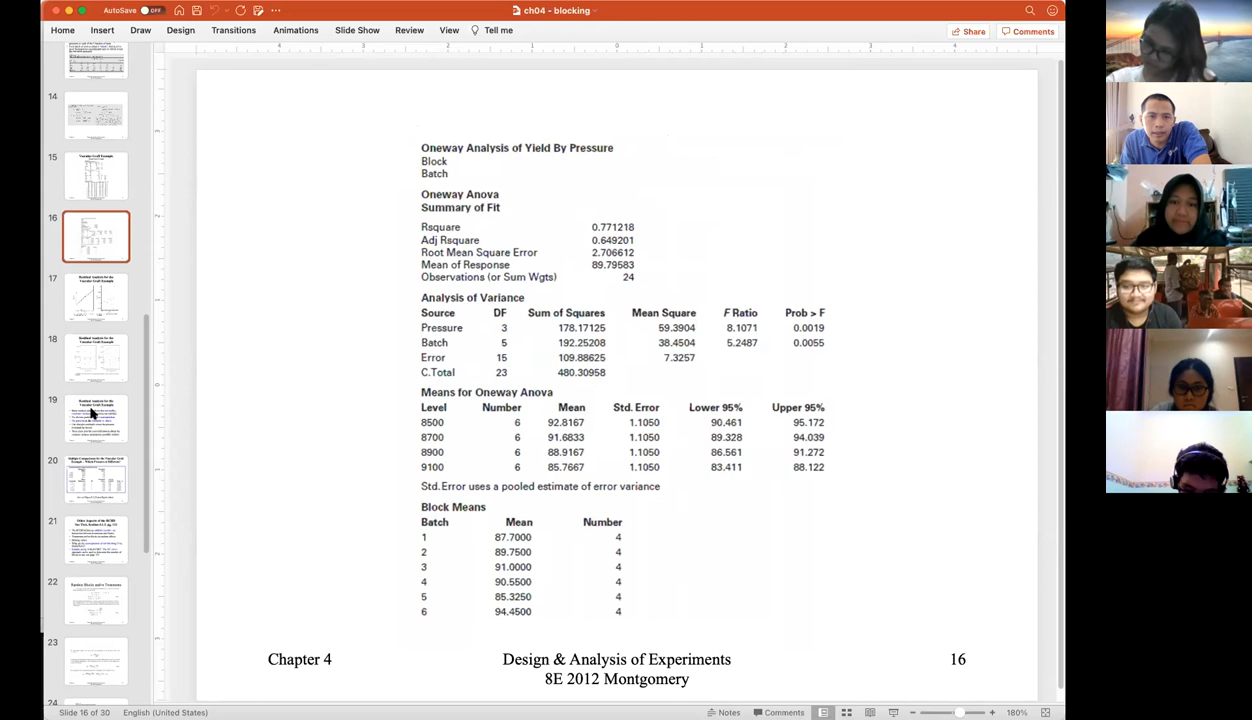 AutoSave OFF
ch04 - blocking
Home Insert Draw Design Transitions Animations Slide Show Review View Tell me
Share Comments
14
15
16
17
18
19
20
21
22
23
24
Oneway Analysis of Yield By Pressure
Block
Batch
Oneway Anova
Summary of Fit
Rsquare 0.771218
Adj Rsquare 0.649201
Root Mean Square Error 2.706612
Mean of Response 89.79583
Observations (or Sum Wgts) 24
Analysis of Variance
Source DF Sum of Squares Mean Square F Ratio Prob > F
Pressure 3 178.17125 59.3904 8.1071 0.0019
Batch 5 192.25208 38.4504 5.2487 0.0055
Error 15 109.88625 7.3257
C.Total 23 480.30958
Means for Oneway Anova
Level Number Mean Std. Error Lower 95% Upper 95%
8500 6 92.8167 1.1050 90.461 95.172
8700 6 91.6833 1.1050 89.328 94.039
8900 6 88.9167 1.1050 86.561 91.272
9100 6 85.7667 1.1050 83.411 88.122
Std. Error uses a pooled estimate of error variance
Block Means
Batch Mean Number
1 87.7000 4
2 89.7500 4
3 91.0000 4
4 90.5500 4
5 85.3250 4
6 94.4500 4
Chapter 4
Design & Analysis of Experiments
8E 2012 Montgomery
16
Slide 16 of 30 English (United States)
Notes Comments 180%